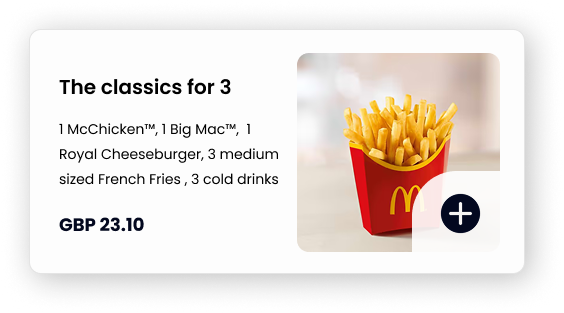 The classics for 3
1 McChicken™, 1 Big Mac™, 1
Royal Cheeseburger, 3 medium
sized French Fries , 3 cold drinks
GBP 23.10